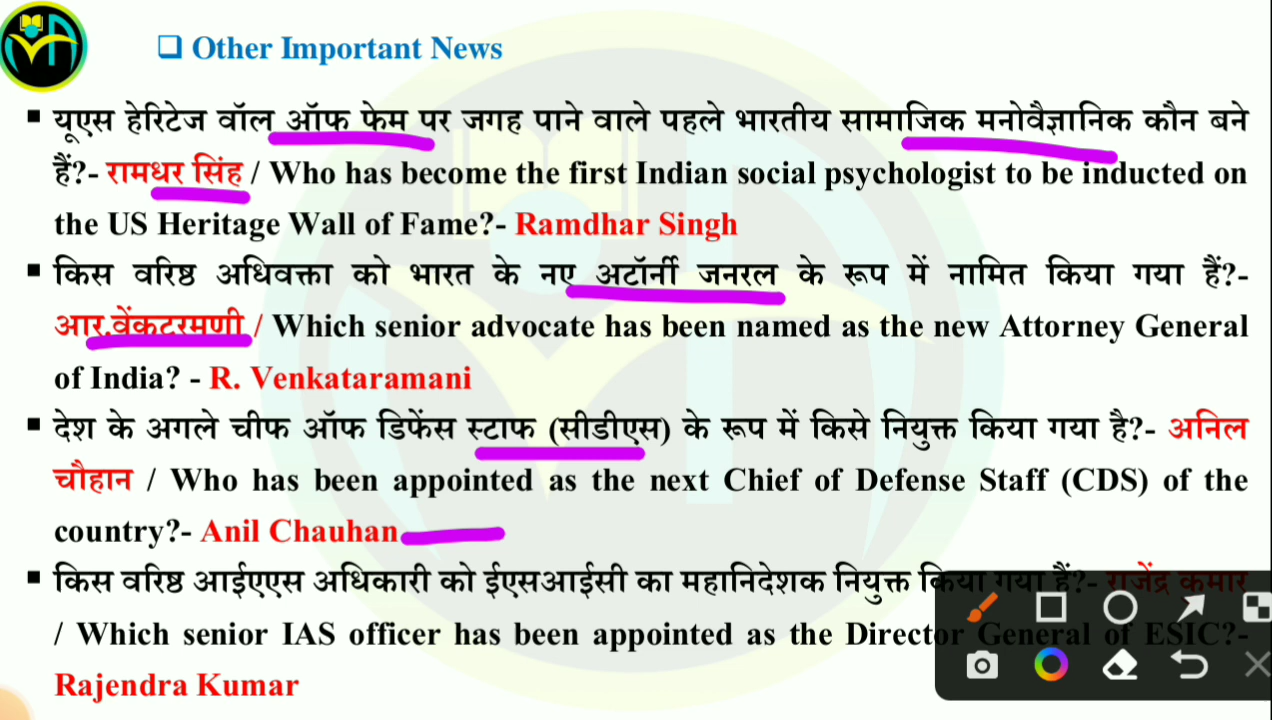 ❑ Other Important News
▪ यूएस हेरिटेज वॉल ऑफ फेम पर जगह पाने वाले पहले भारतीय सामाजिक मनोवैज्ञानिक कौन बने
हैं?- रामधर सिंह / Who has become the first Indian social psychologist to be inducted on
the US Heritage Wall of Fame?- Ramdhar Singh
▪ किस वरिष्ठ अधिवक्ता को भारत के नए अटॉर्नी जनरल के रूप में नामित किया गया हैं?-
आर.वेंकटरमणी / Which senior advocate has been named as the new Attorney General
of India? - R. Venkataramani
▪ देश के अगले चीफ ऑफ डिफेंस स्टाफ (सीडीएस) के रूप में किसे नियुक्त किया गया है?- अनिल
चौहान / Who has been appointed as the next Chief of Defense Staff (CDS) of the
country?- Anil Chauhan
▪ किस वरिष्ठ आईएएस अधिकारी को ईएसआईसी का महानिदेशक नियुक्त किया गया हैं?- राजेंद्र कुमार
/ Which senior IAS officer has been appointed as the Director General of ESIC?-
Rajendra Kumar